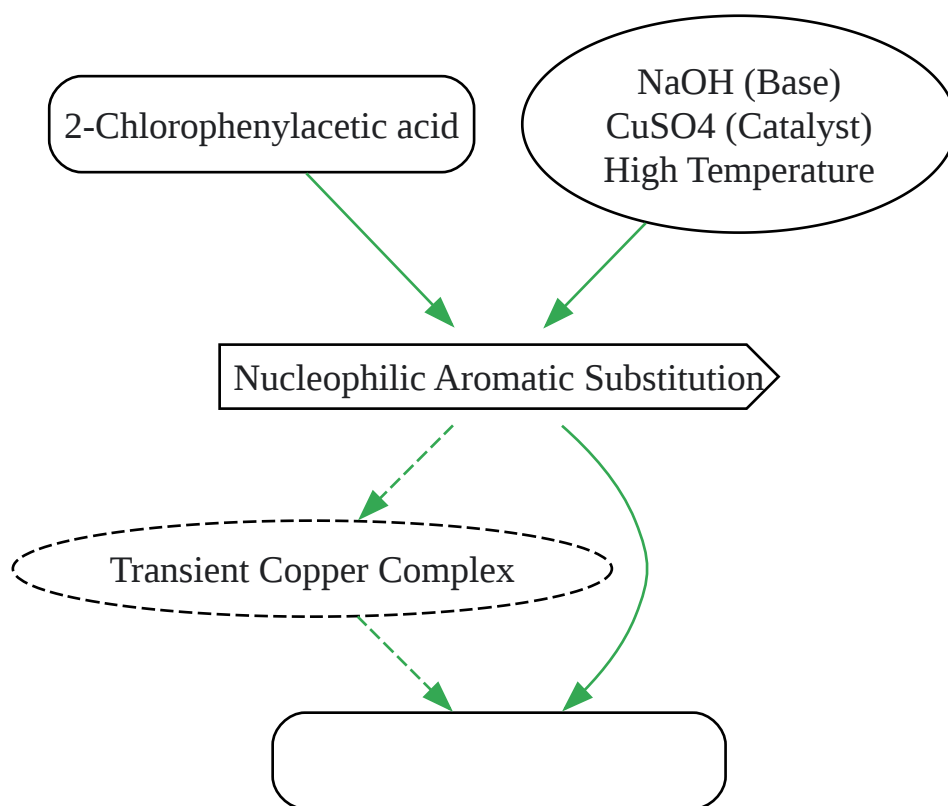 2-Chlorophenylacetic acid
NaOH (Base)
CuSO4 (Catalyst)
High Temperature
Nucleophilic Aromatic Substitution
Transient Copper Complex